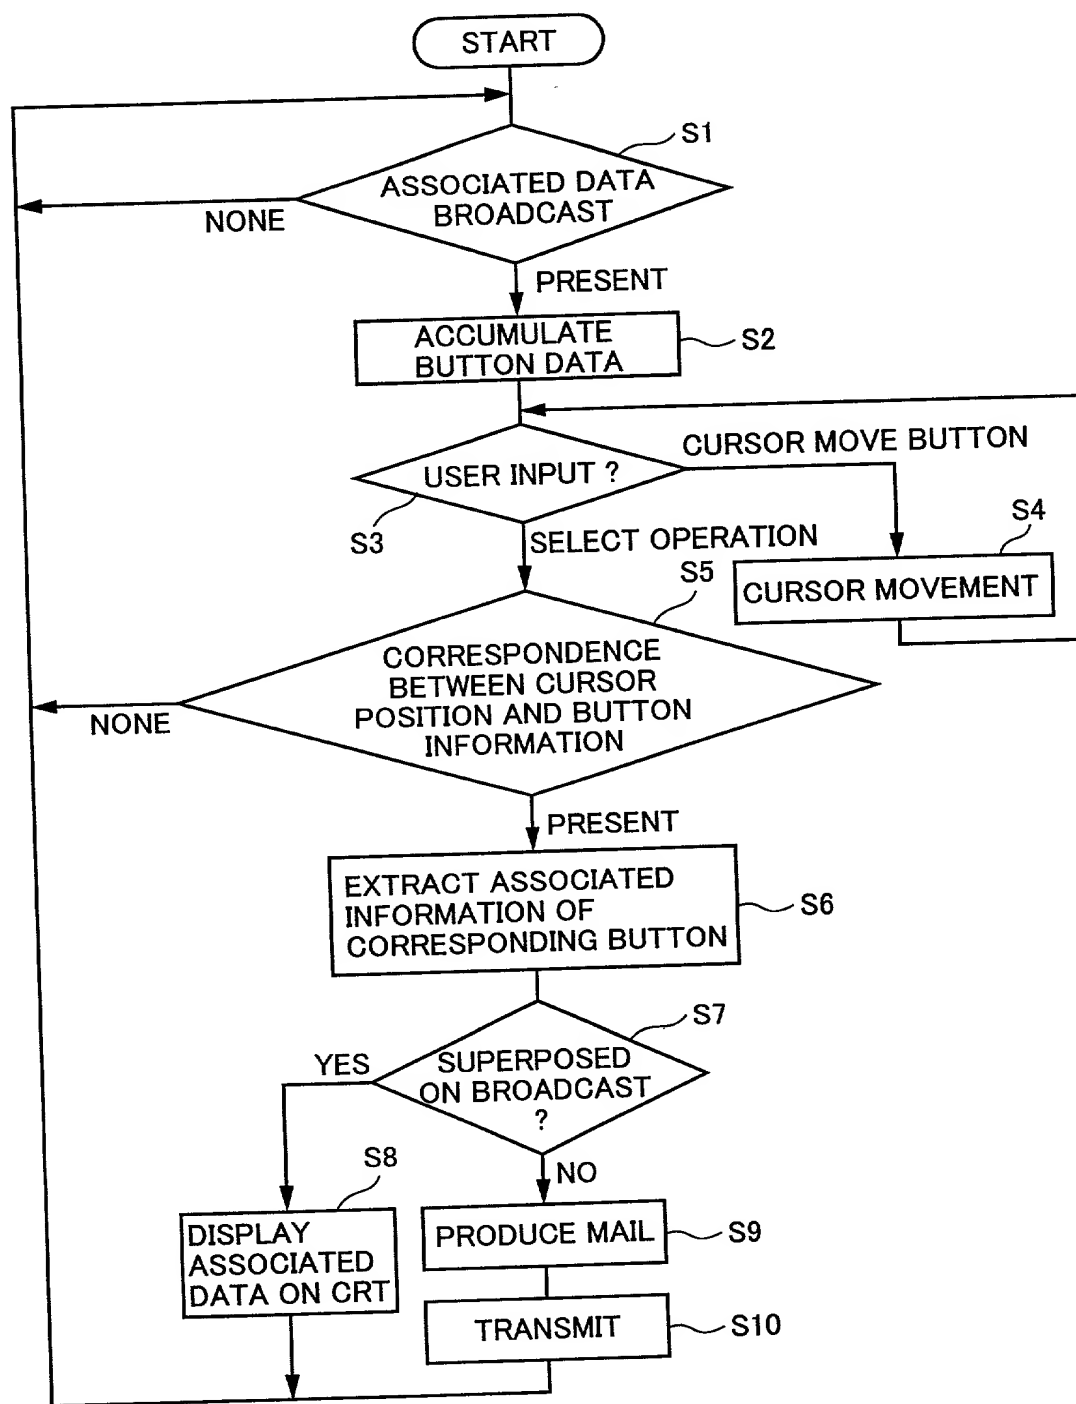 START
S1
ASSOCIATED DATA
BROADCAST
NONE
PRESENT
ACCUMULATE
BUTTON DATA
S2
CURSOR MOVE BUTTON
USER INPUT ?
S3
SELECT OPERATION
S4
CURSOR MOVEMENT
S5
CORRESPONDENCE
BETWEEN CURSOR
POSITION AND BUTTON
INFORMATION
NONE
PRESENT
EXTRACT ASSOCIATED
INFORMATION OF
CORRESPONDING BUTTON
S6
S7
YES
SUPERPOSED
ON BROADCAST
?
NO
S8
DISPLAY
ASSOCIATED
DATA ON CRT
PRODUCE MAIL
S9
TRANSMIT
S10